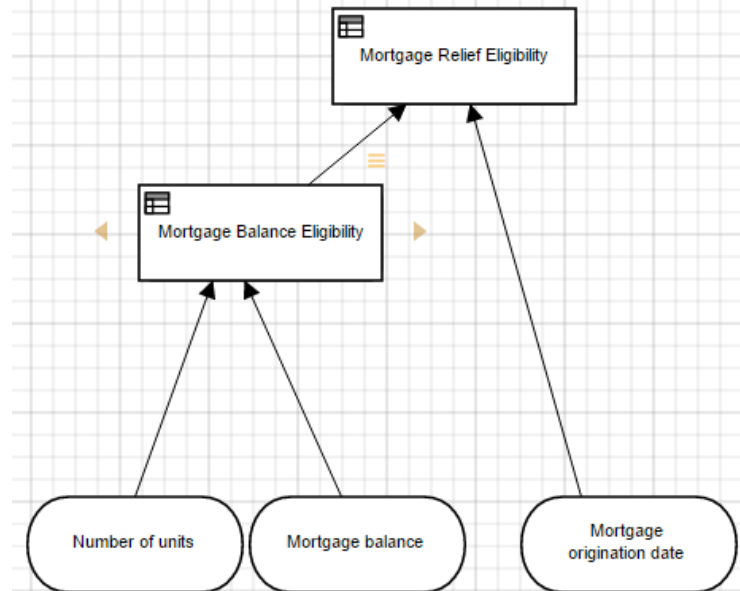 Mortgage Relief Eligibility
Mortgage Balance Eligibility
Number of units
Mortgage balance
Mortgage
origination date